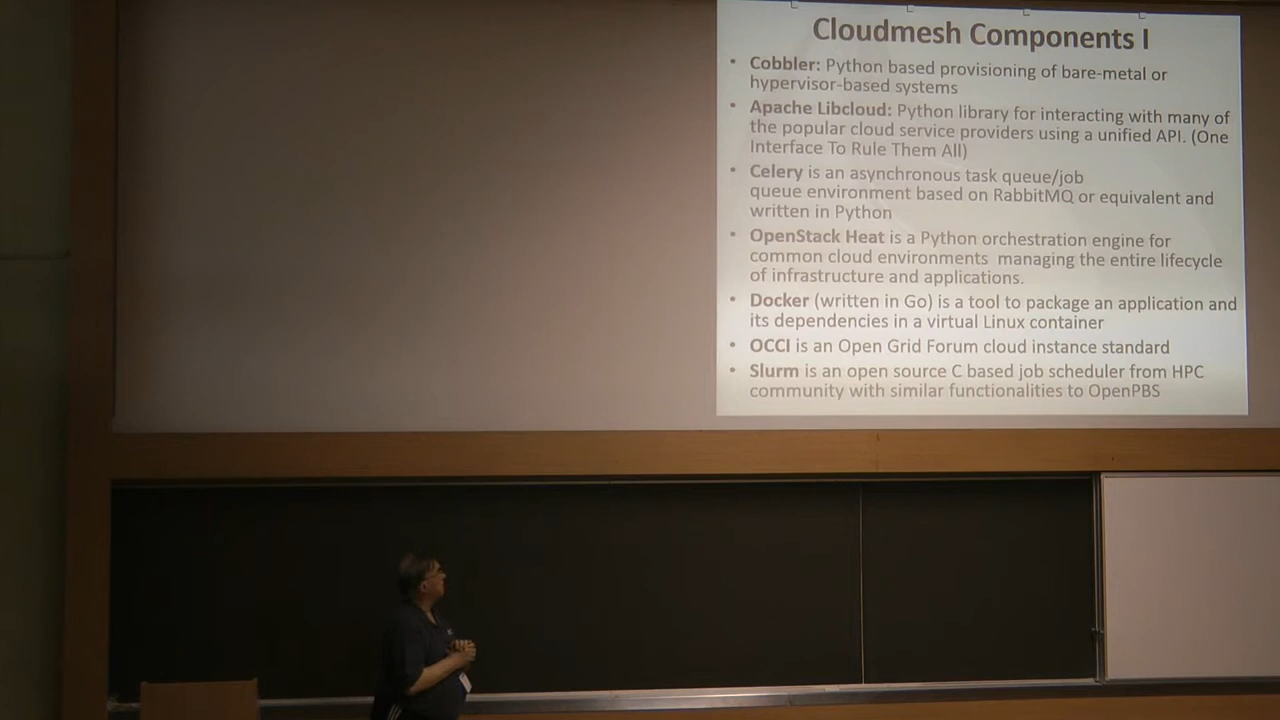 Cloudmesh Components I
• Cobbler: Python based provisioning of bare-metal or
hypervisor-based systems
• Apache Libcloud: Python library for interacting with many of
the popular cloud service providers using a unified API. (One
Interface To Rule Them All)
• Celery is an asynchronous task queue/job
queue environment based on RabbitMQ or equivalent and
written in Python
• OpenStack Heat is a Python orchestration engine for
common cloud environments managing the entire lifecycle
of infrastructure and applications.
• Docker (written in Go) is a tool to package an application and
its dependencies in a virtual Linux container
• OCCI is an Open Grid Forum cloud instance standard
• Slurm is an open source C based job scheduler from HPC
community with similar functionalities to OpenPBS